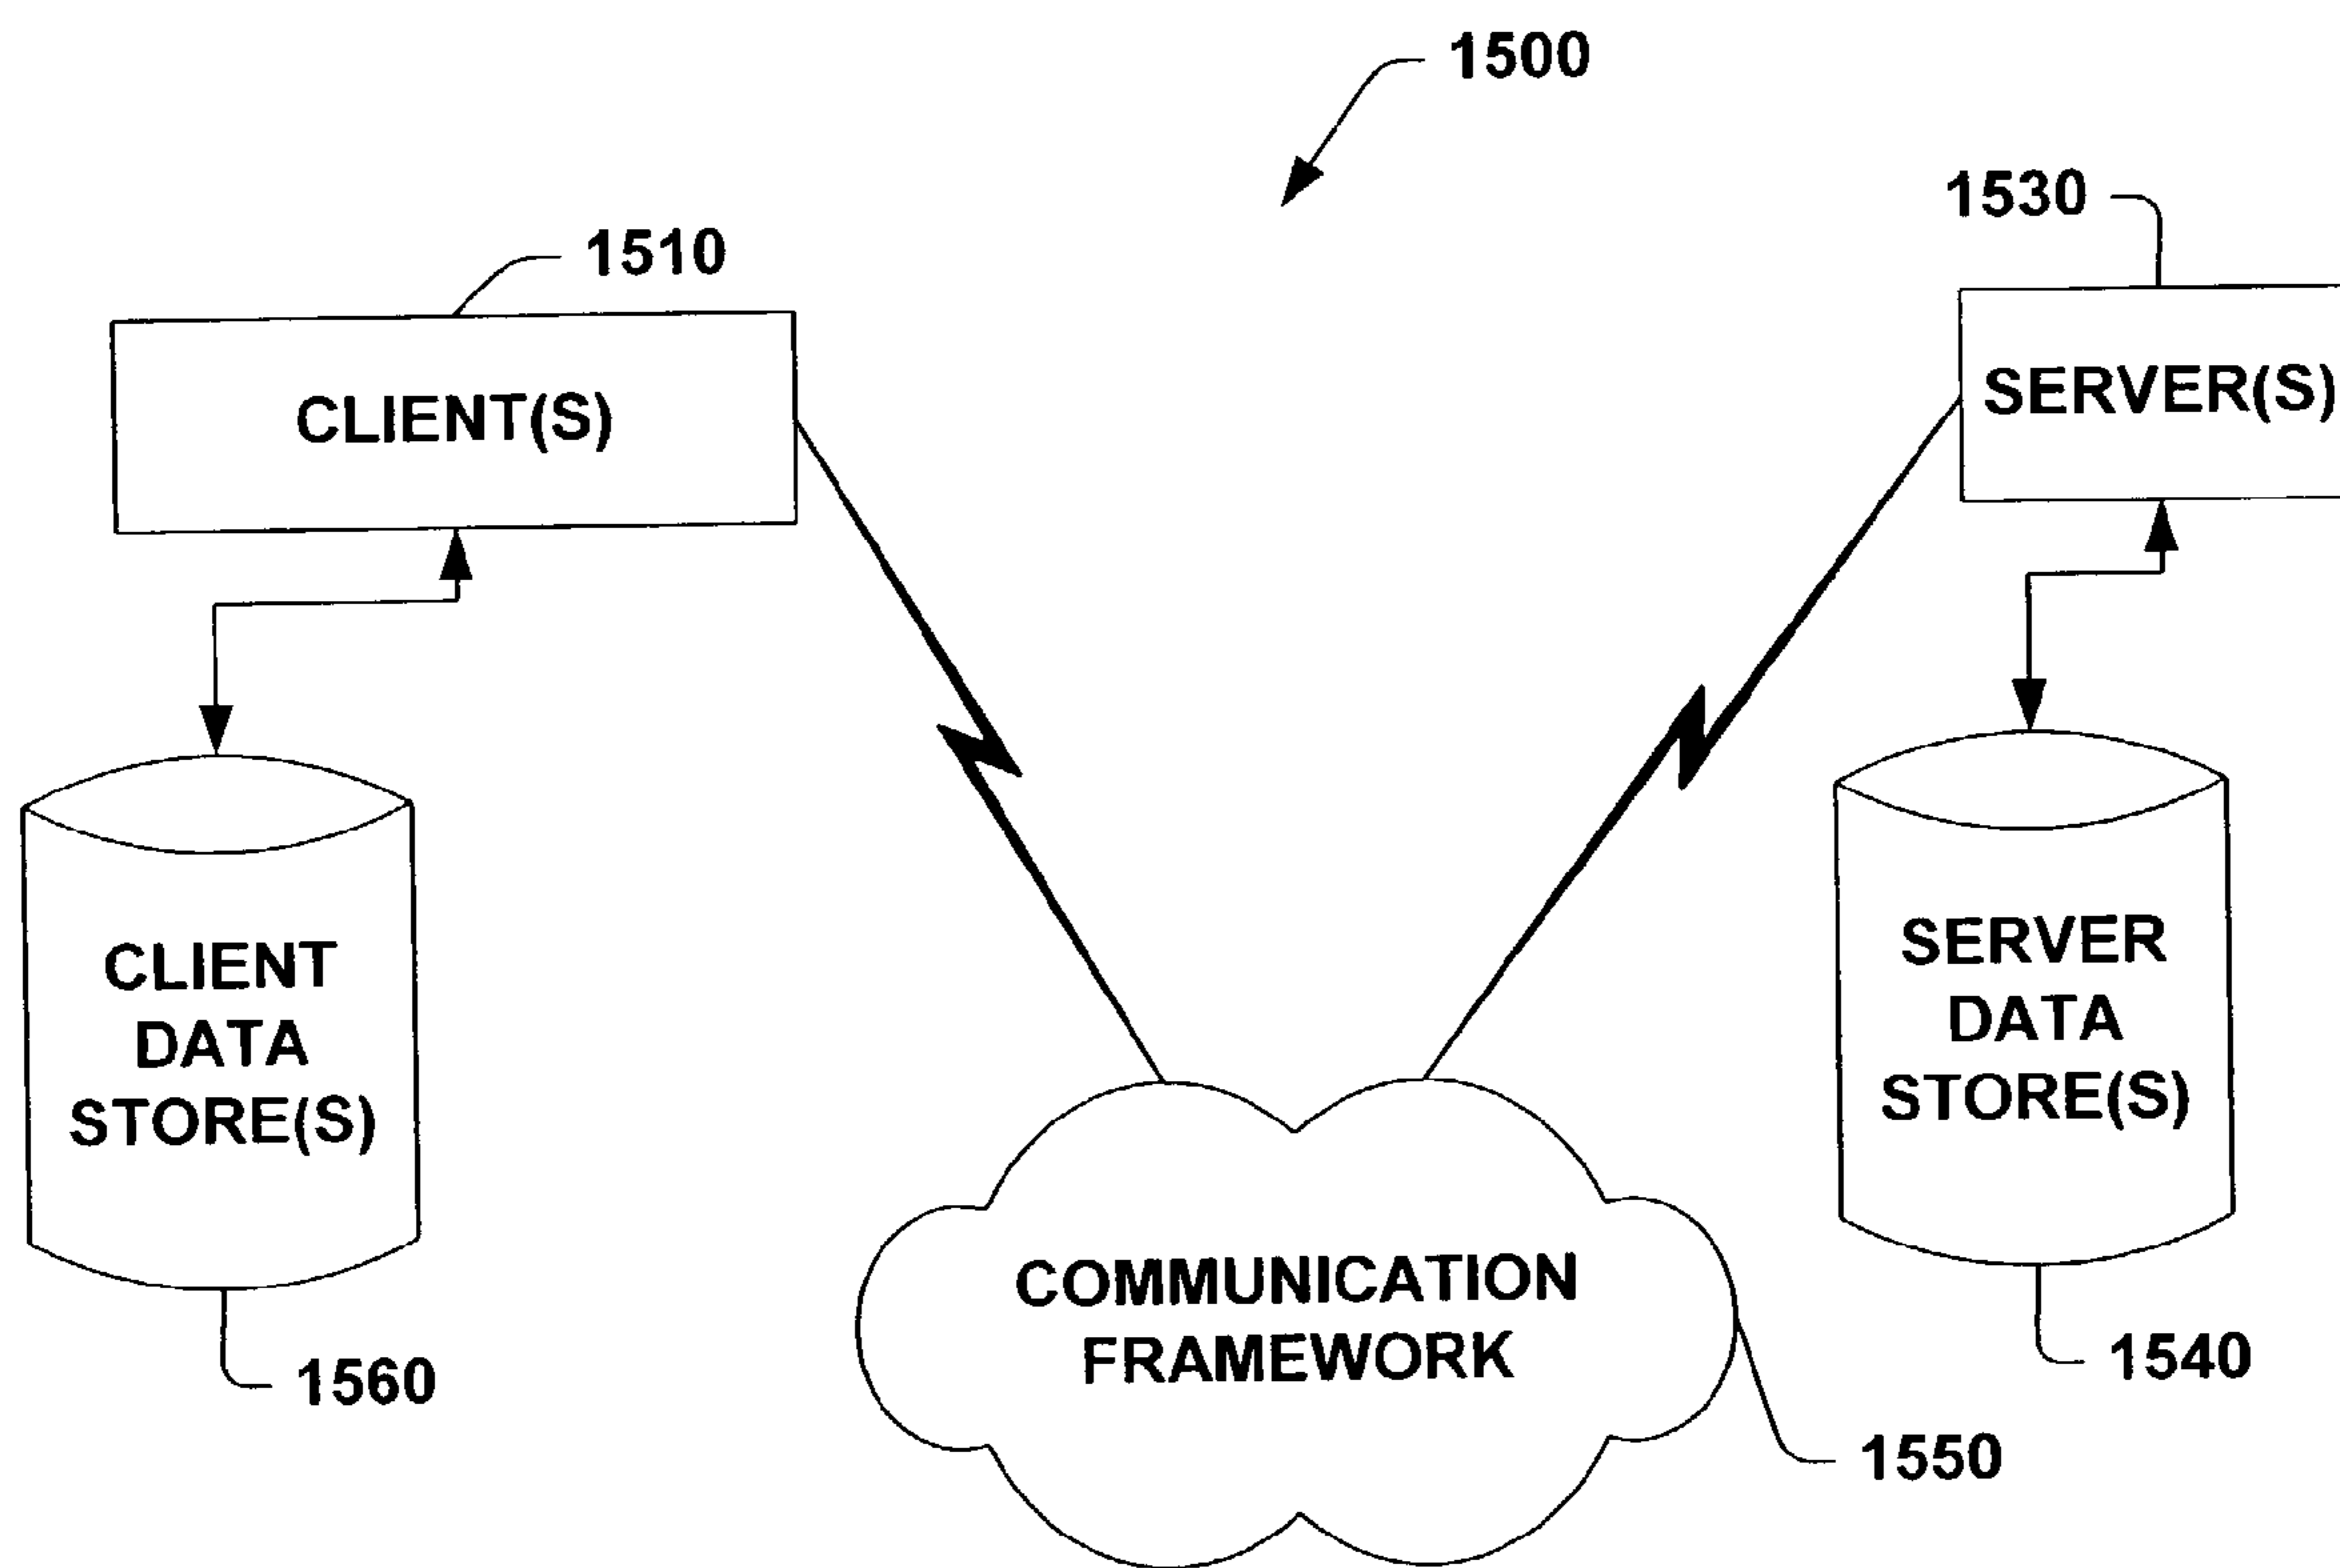 1500
1530
1510
CLIENT(S)
SERVER(S)
CLIENT
DATA
STORE(S)
SERVER
DATA
STORE(S)
COMMUNICATION
FRAMEWORK
1560
1540
1550